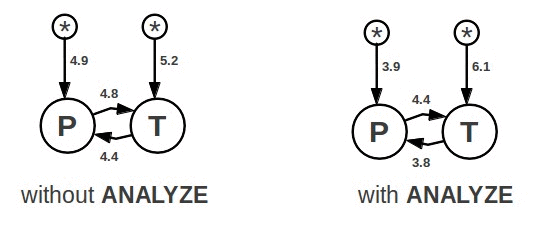 * *
4.9 5.2
4.8
P T
4.4
without ANALYZE
* *
3.9 6.1
4.4
P T
3.8
with ANALYZE